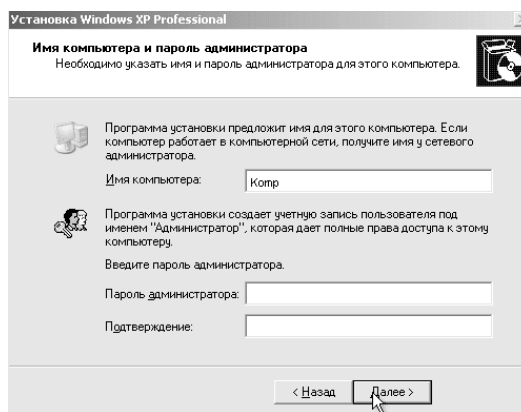 Установка Windows XP Professional
Имя компьютера и пароль администратора
Необходимо указать имя и пароль администратора для этого компьютера.
Программа установки предложит имя для этого компьютера. Если
компьютер работает в компьютерной сети, получите имя у сетевого
администратора.
Имя компьютера:
Komp
Программа установки создает учетную запись пользователя под
именем "Администратор", которая дает полные права доступа к этому
компьютеру.
Введите пароль администратора.
Пароль администратора:
Подтверждение:
< Назад
Далее >